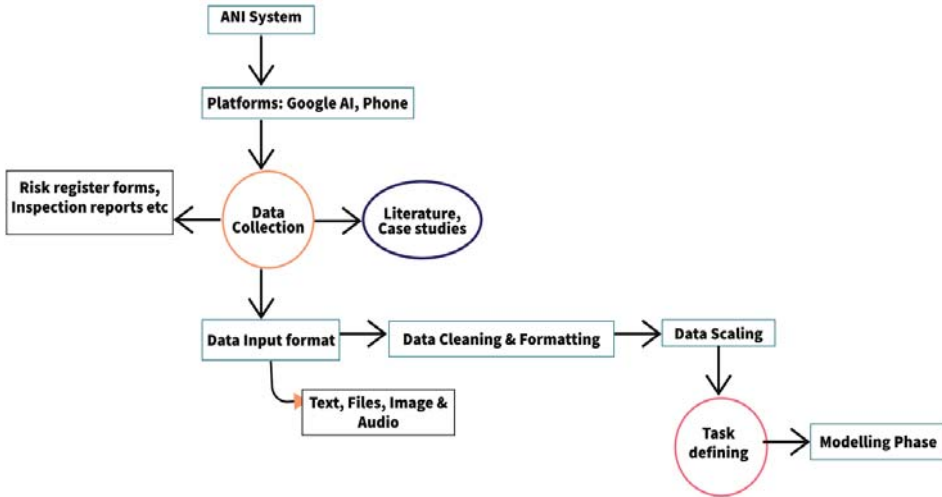 ANI System
Platforms: Google AI, Phone
Risk register forms,
Inspection reports etc
Data
Collection
Literature,
Case studies
Data Input format
Data Cleaning & Formatting
Data Scaling
Text, Files, Image &
Audio
Task
defining
Modelling Phase